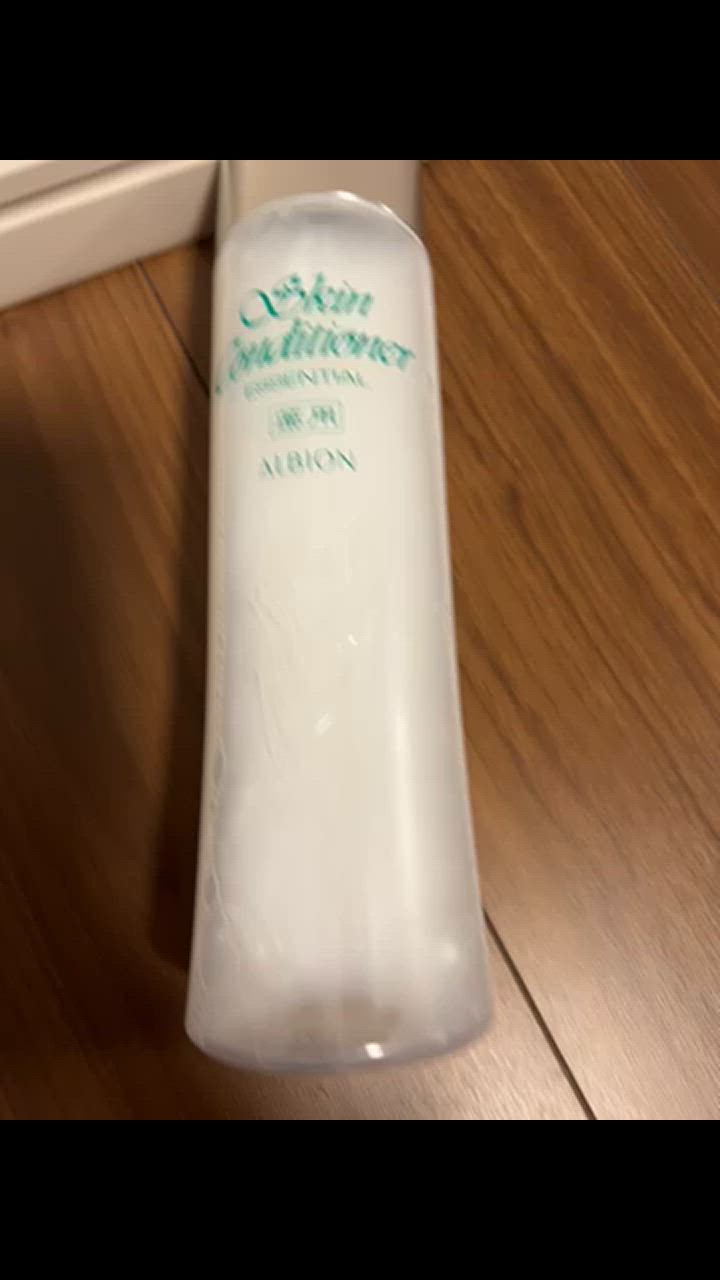 Skin
Conditioner
ESSENTIAL
薬用
ALBION